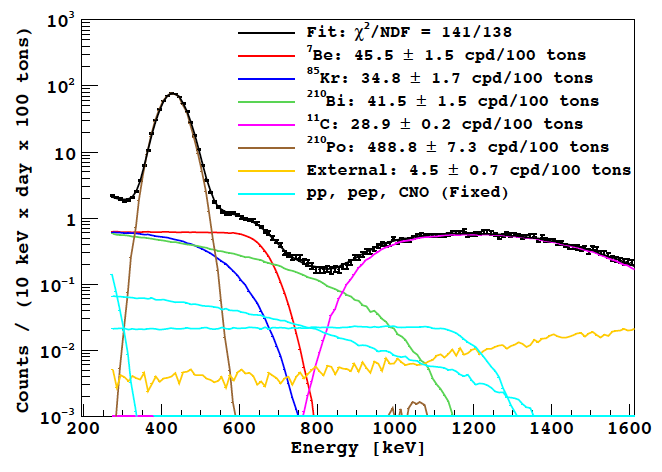 Counts / (10 keV x day x 100 tons)
10³
10²
10
1
10⁻¹
10⁻²
10⁻³
Fit: χ²/NDF = 141/138
⁷Be: 45.5 ± 1.5 cpd/100 tons
⁸⁵Kr: 34.8 ± 1.7 cpd/100 tons
²¹⁰Bi: 41.5 ± 1.5 cpd/100 tons
¹¹C: 28.9 ± 0.2 cpd/100 tons
²¹⁰Po: 488.8 ± 7.3 cpd/100 tons
External: 4.5 ± 0.7 cpd/100 tons
pp, pep, CNO (Fixed)
200 400 600 800 1000 1200 1400 1600
Energy [keV]